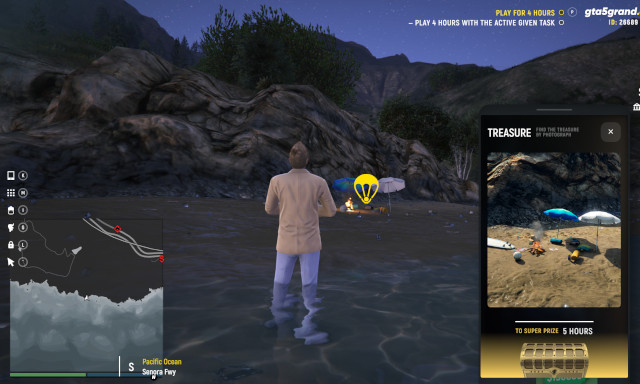 PLAY FOR 4 HOURS
P
gta5grand.
– PLAY 4 HOURS WITH THE ACTIVE GIVEN TASK
ID: 26689
TREASURE
FIND THE TREASURE
BY PHOTOGRAPH
K
M
I
L
TO SUPER PRIZE 5 HOURS
S
Pacific Ocean
Senora Fwy